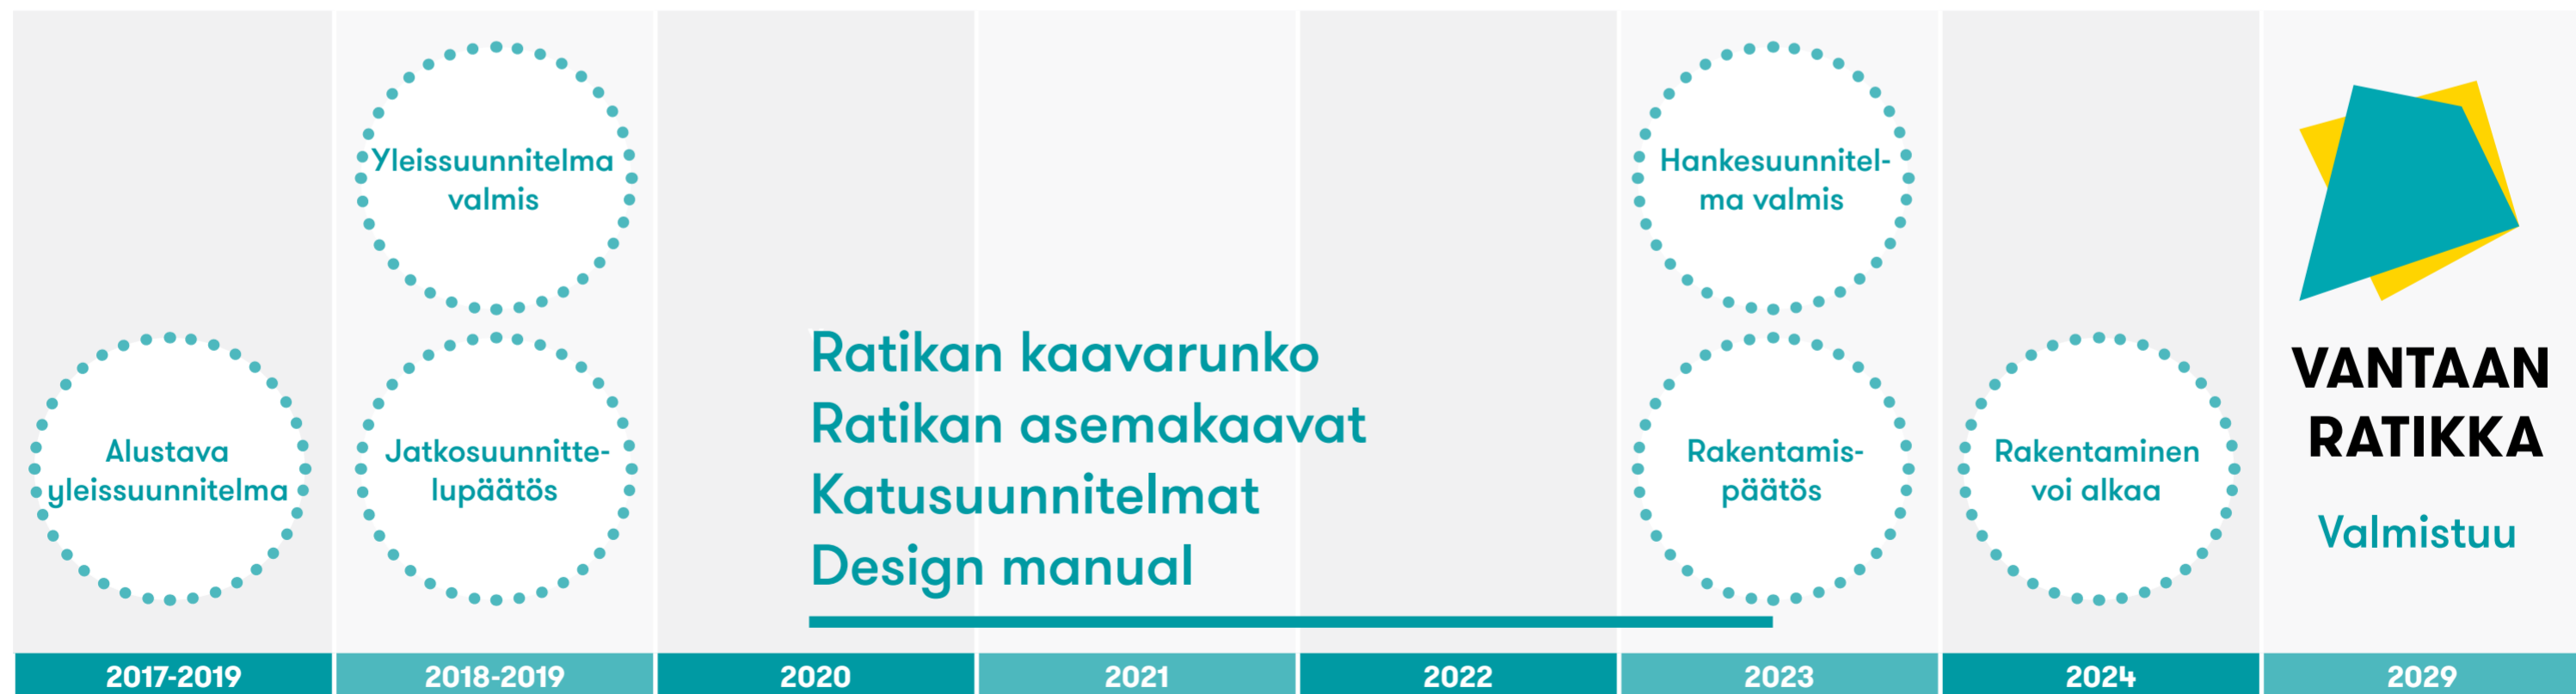 Alustava
yleissuunnitelma
2017-2019
Yleissuunnitelma
valmis
Jatkosuunnitte-
lupäätös
2018-2019
Ratikan kaavarunko
Ratikan asemakaavat
Katusuunnitelmat
Design manual
2020
2021
2022
Hankesuunnitel-
ma valmis
Rakentamis-
päätös
2023
Rakentaminen
voi alkaa
2024
VANTAAN
RATIKKA
Valmistuu
2029